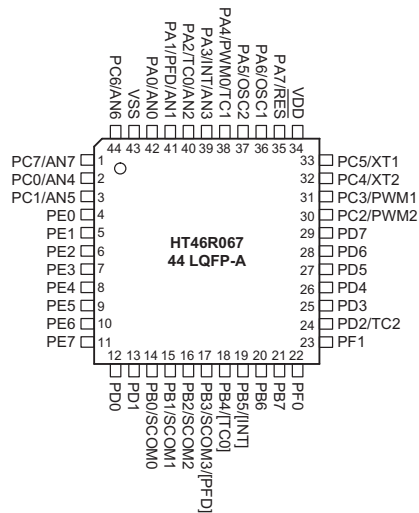 PC6/AN6
VSS
PA0/AN0
PA1/PFD/AN1
PA2/TC0/AN2
PA3/INT/AN3
PA4/PWM0/TC1
PA5/OSC2
PA6/OSC1
PA7/RES
VDD
44 43 42 41 40 39 38 37 36 35 34
PC7/AN7 1
PC0/AN4 2
PC1/AN5 3
PE0 4
PE1 5
PE2 6
PE3 7
PE4 8
PE5 9
PE6 10
PE7 11
HT46R067
44 LQFP-A
33 PC5/XT1
32 PC4/XT2
31 PC3/PWM1
30 PC2/PWM2
29 PD7
28 PD6
27 PD5
26 PD4
25 PD3
24 PD2/TC2
23 PF1
12 13 14 15 16 17 18 19 20 21 22
PD0
PD1
PB0/SCOM0
PB1/SCOM1
PB2/SCOM2
PB3/SCOM3/[PFD]
PB4/[TC0]
PB5/[INT]
PB6
PB7
PF0